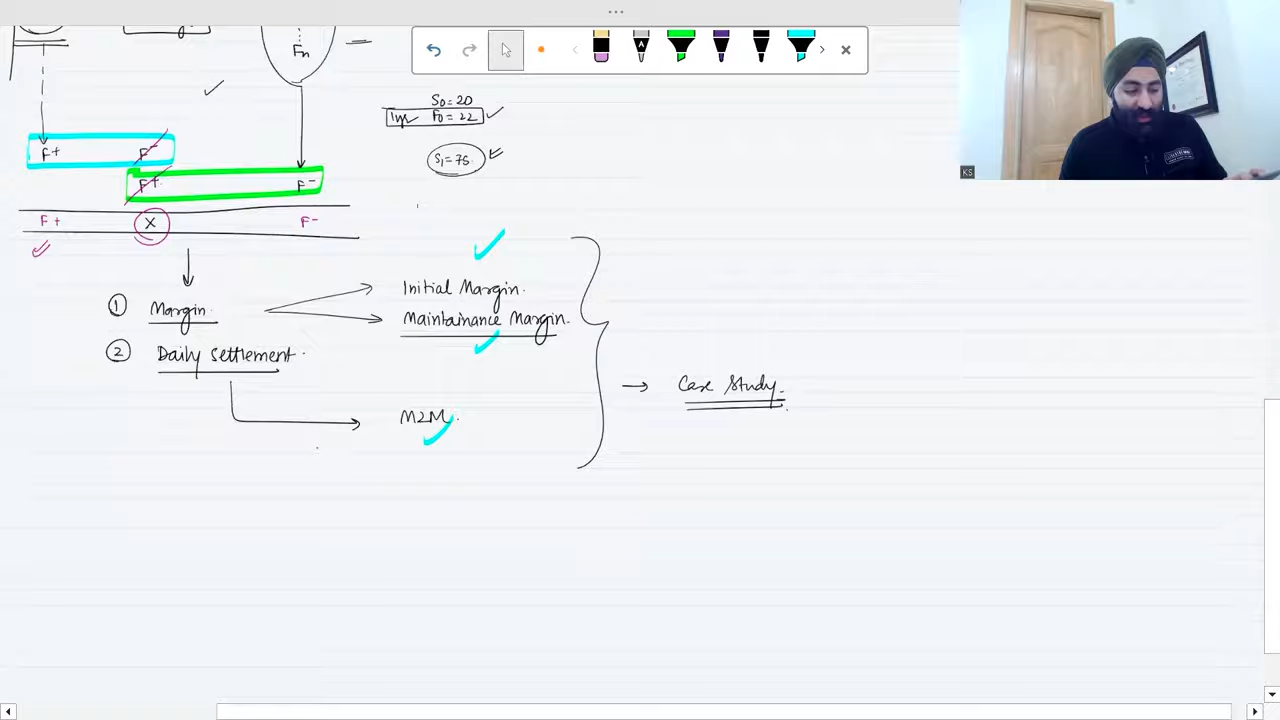 Fn
S0=20
1yr F0=22
S1=75
F+ F-
F+ F-
F+ X F-
① Margin.
Initial Margin.
Maintainance Margin.
② Daily Settlement.
→ Case Study.
M2M.
KS